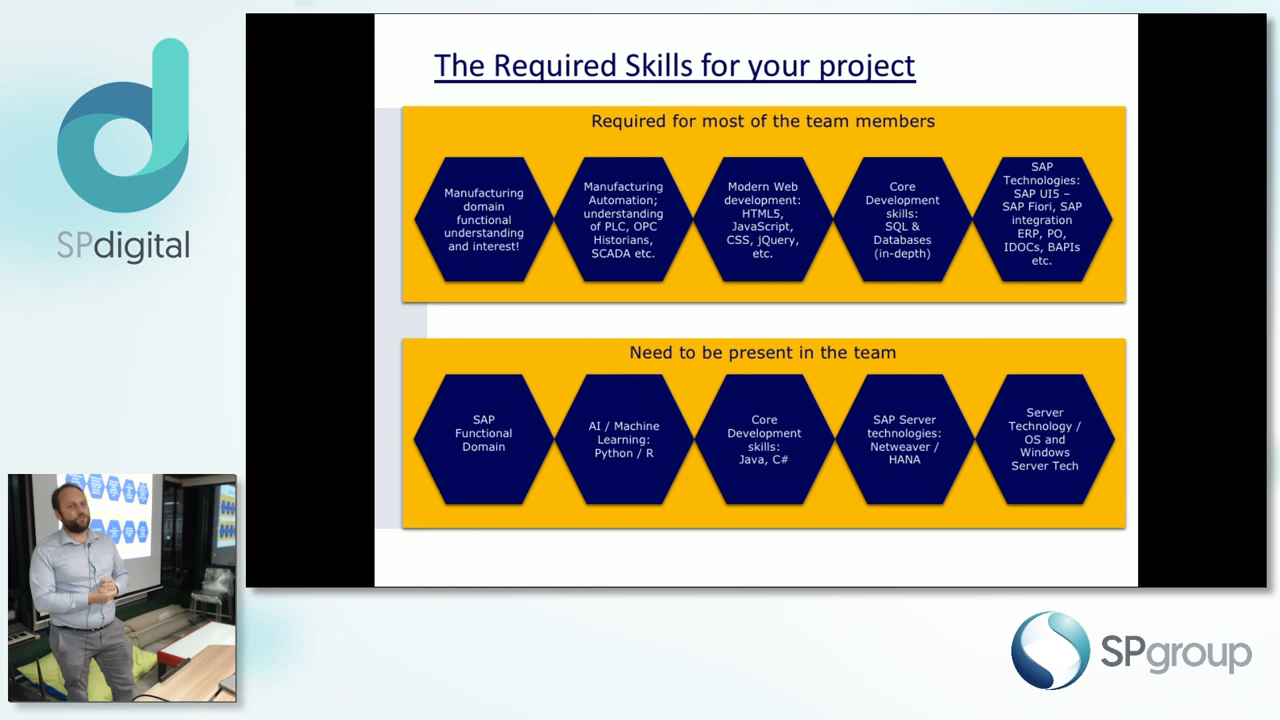 SPdigital
The Required Skills for your project
Required for most of the team members
Manufacturing
domain
functional
understanding
and interest!
Manufacturing
Automation;
understanding
of PLC, OPC
Historians,
SCADA etc.
Modern Web
development:
HTML5,
JavaScript,
CSS, jQuery,
etc.
Core
Development
skills:
SQL &
Databases
(in-depth)
SAP
Technologies:
SAP UI5 –
SAP Fiori, SAP
integration
ERP, PO,
IDOCs, BAPIs
etc.
Need to be present in the team
SAP
Functional
Domain
AI / Machine
Learning:
Python / R
Core
Development
skills:
Java, C#
SAP Server
technologies:
Netweaver /
HANA
Server
Technology /
OS and
Windows
Server Tech
SPgroup